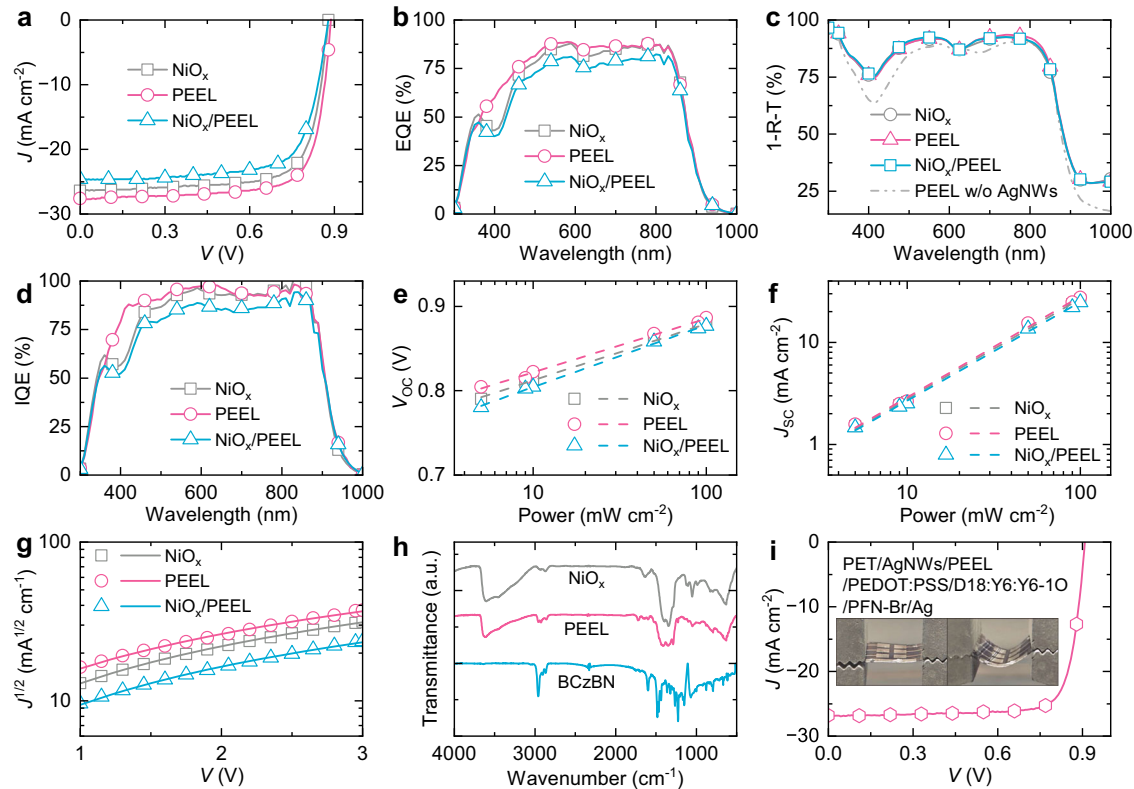 a
J (mA cm⁻²)
0
−10
−20
−30
0.0
0.3
0.6
0.9
V (V)
NiOₓ
PEEL
NiOₓ/PEEL
b
EQE (%)
100
75
50
25
0
400
600
800
1000
Wavelength (nm)
NiOₓ
PEEL
NiOₓ/PEEL
c
1-R-T (%)
100
75
50
25
400
600
800
1000
Wavelength (nm)
NiOₓ
PEEL
NiOₓ/PEEL
PEEL w/o AgNWs
d
IQE (%)
100
75
50
25
0
400
600
800
1000
Wavelength (nm)
NiOₓ
PEEL
NiOₓ/PEEL
e
V_OC (V)
0.9
0.8
0.7
10
100
Power (mW cm⁻²)
NiOₓ
PEEL
NiOₓ/PEEL
f
J_SC (mA cm⁻²)
10
1
10
100
Power (mW cm⁻²)
NiOₓ
PEEL
NiOₓ/PEEL
g
J^1/2 (mA^1/2 cm⁻¹)
100
10
1
2
3
V (V)
NiOₓ
PEEL
NiOₓ/PEEL
h
Transmittance (a.u.)
NiOₓ
PEEL
BCzBN
4000
3000
2000
1000
Wavenumber (cm⁻¹)
i
J (mA cm⁻²)
0
−10
−20
−30
0.0
0.3
0.6
0.9
V (V)
PET/AgNWs/PEEL
/PEDOT:PSS/D18:Y6:Y6-1O
/PFN-Br/Ag